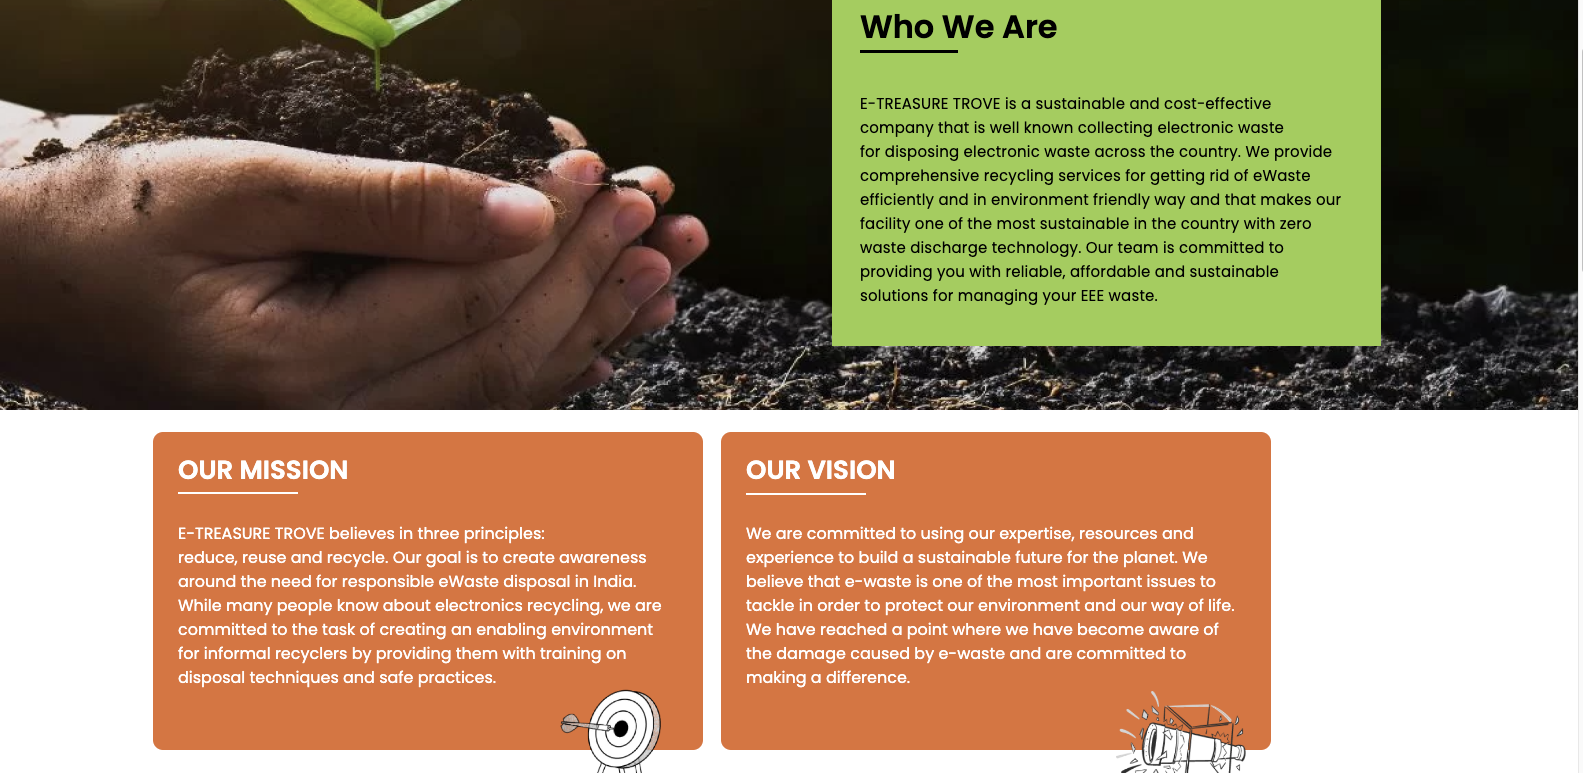 Who We Are
E-TREASURE TROVE is a sustainable and cost-effective
company that is well known collecting electronic waste
for disposing electronic waste across the country. We provide
comprehensive recycling services for getting rid of eWaste
efficiently and in environment friendly way and that makes our
facility one of the most sustainable in the country with zero
waste discharge technology. Our team is committed to
providing you with reliable, affordable and sustainable
solutions for managing your EEE waste.
OUR MISSION
E-TREASURE TROVE believes in three principles:
reduce, reuse and recycle. Our goal is to create awareness
around the need for responsible eWaste disposal in India.
While many people know about electronics recycling, we are
committed to the task of creating an enabling environment
for informal recyclers by providing them with training on
disposal techniques and safe practices.
OUR VISION
We are committed to using our expertise, resources and
experience to build a sustainable future for the planet. We
believe that e-waste is one of the most important issues to
tackle in order to protect our environment and our way of life.
We have reached a point where we have become aware of
the damage caused by e-waste and are committed to
making a difference.